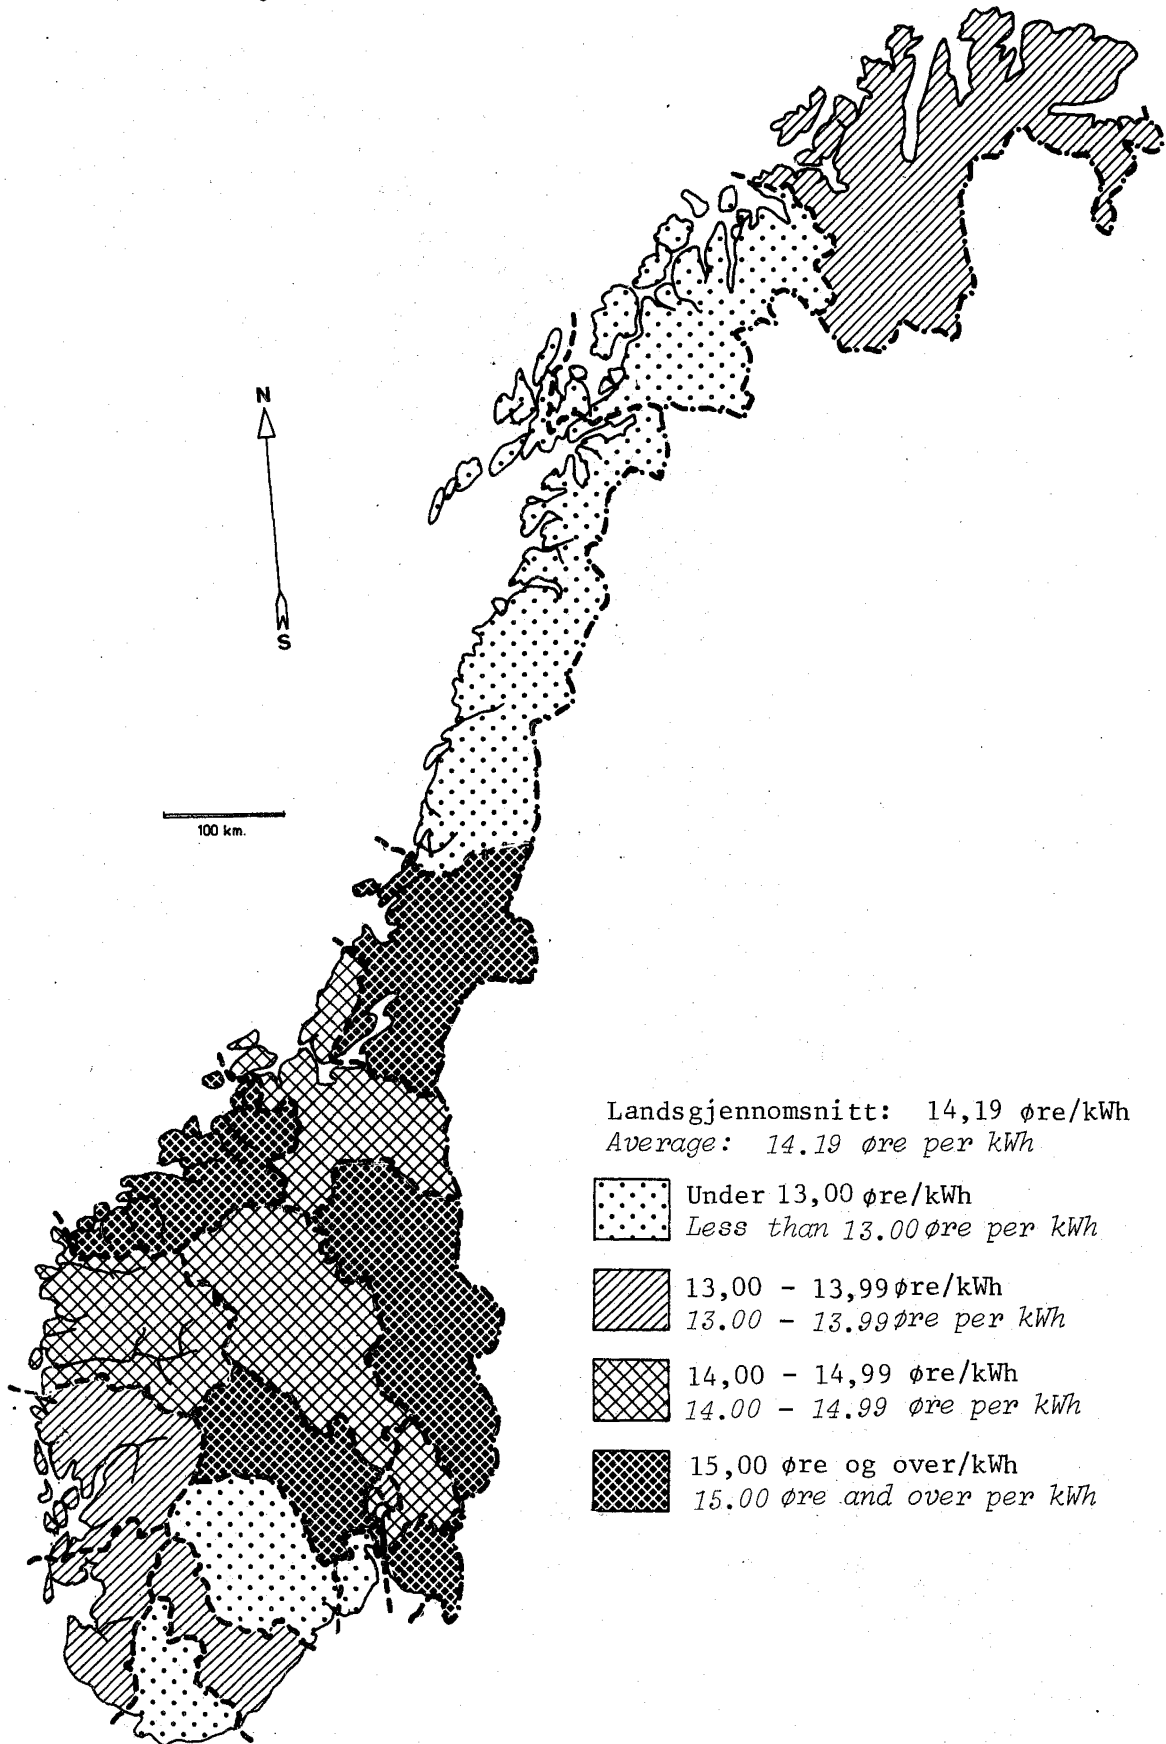 N
S
100 km.
Landsgjennomsnitt: 14,19 øre/kWh
Average: 14.19 øre per kWh
Under 13,00 øre/kWh
Less than 13.00 øre per kWh
13,00 - 13,99 øre/kWh
13.00 - 13.99 øre per kWh
14,00 - 14,99 øre/kWh
14.00 - 14.99 øre per kWh
15,00 øre og over/kWh
15.00 øre and over per kWh